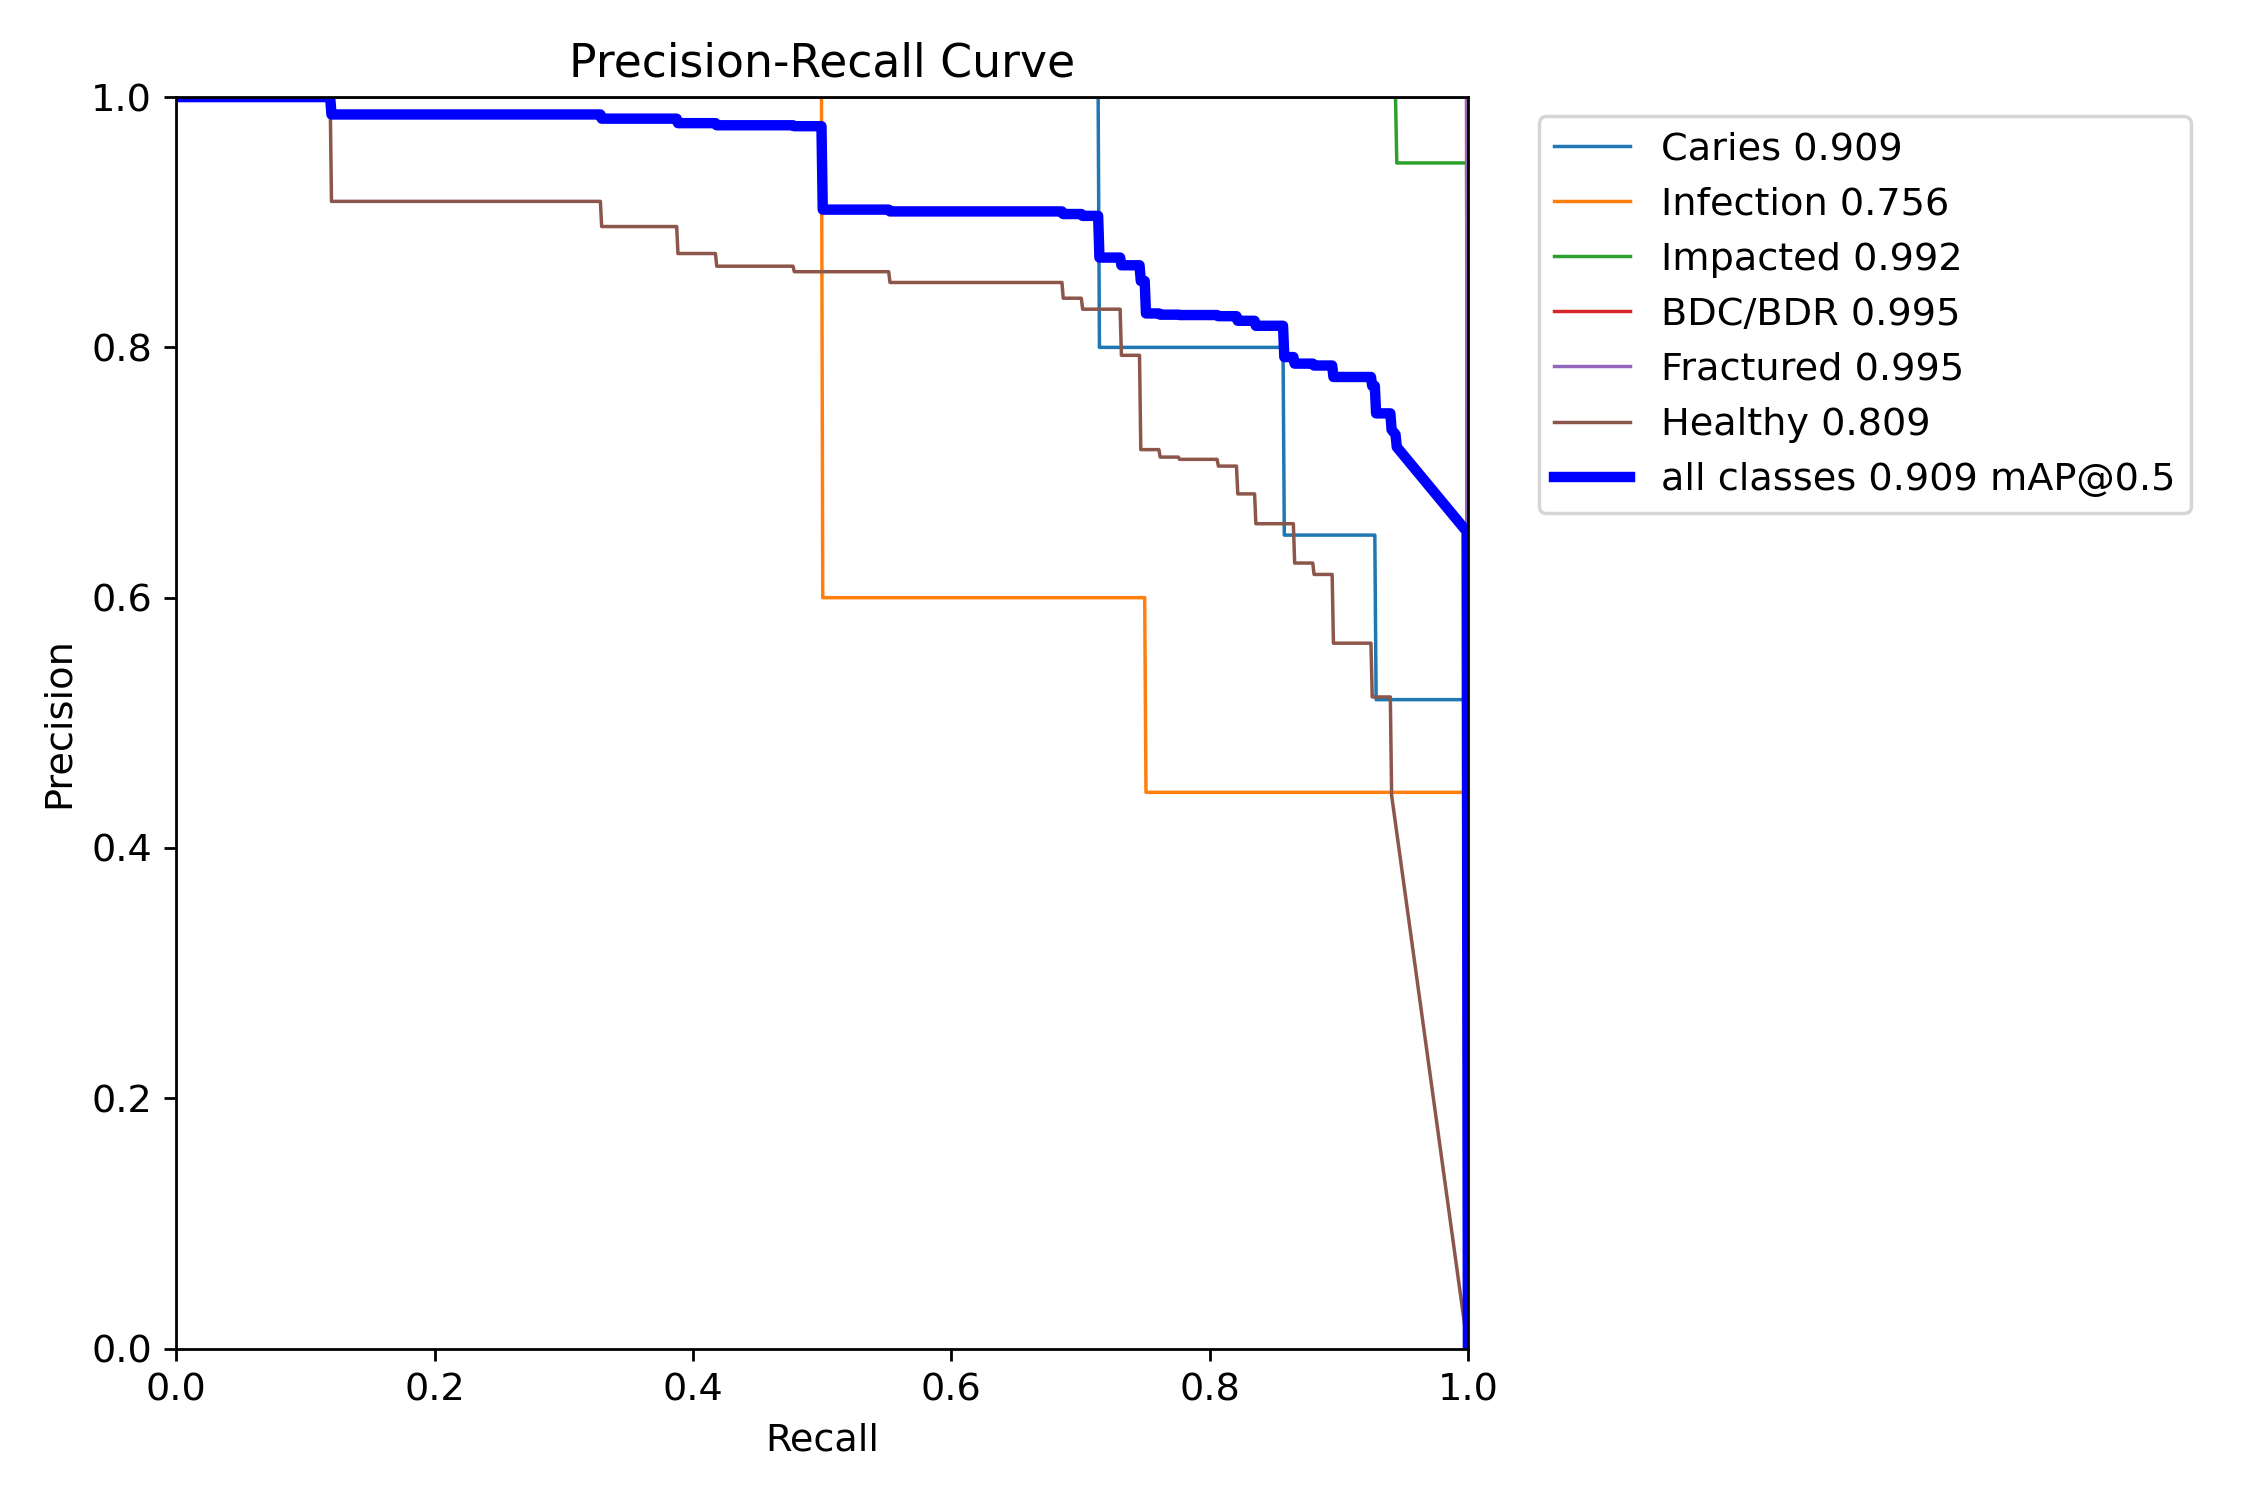 Precision-Recall Curve
1.0
0.8
0.6
0.4
0.2
0.0
Precision
0.0 0.2 0.4 0.6 0.8 1.0
Recall
Caries 0.909
Infection 0.756
Impacted 0.992
BDC/BDR 0.995
Fractured 0.995
Healthy 0.809
all classes 0.909 mAP@0.5